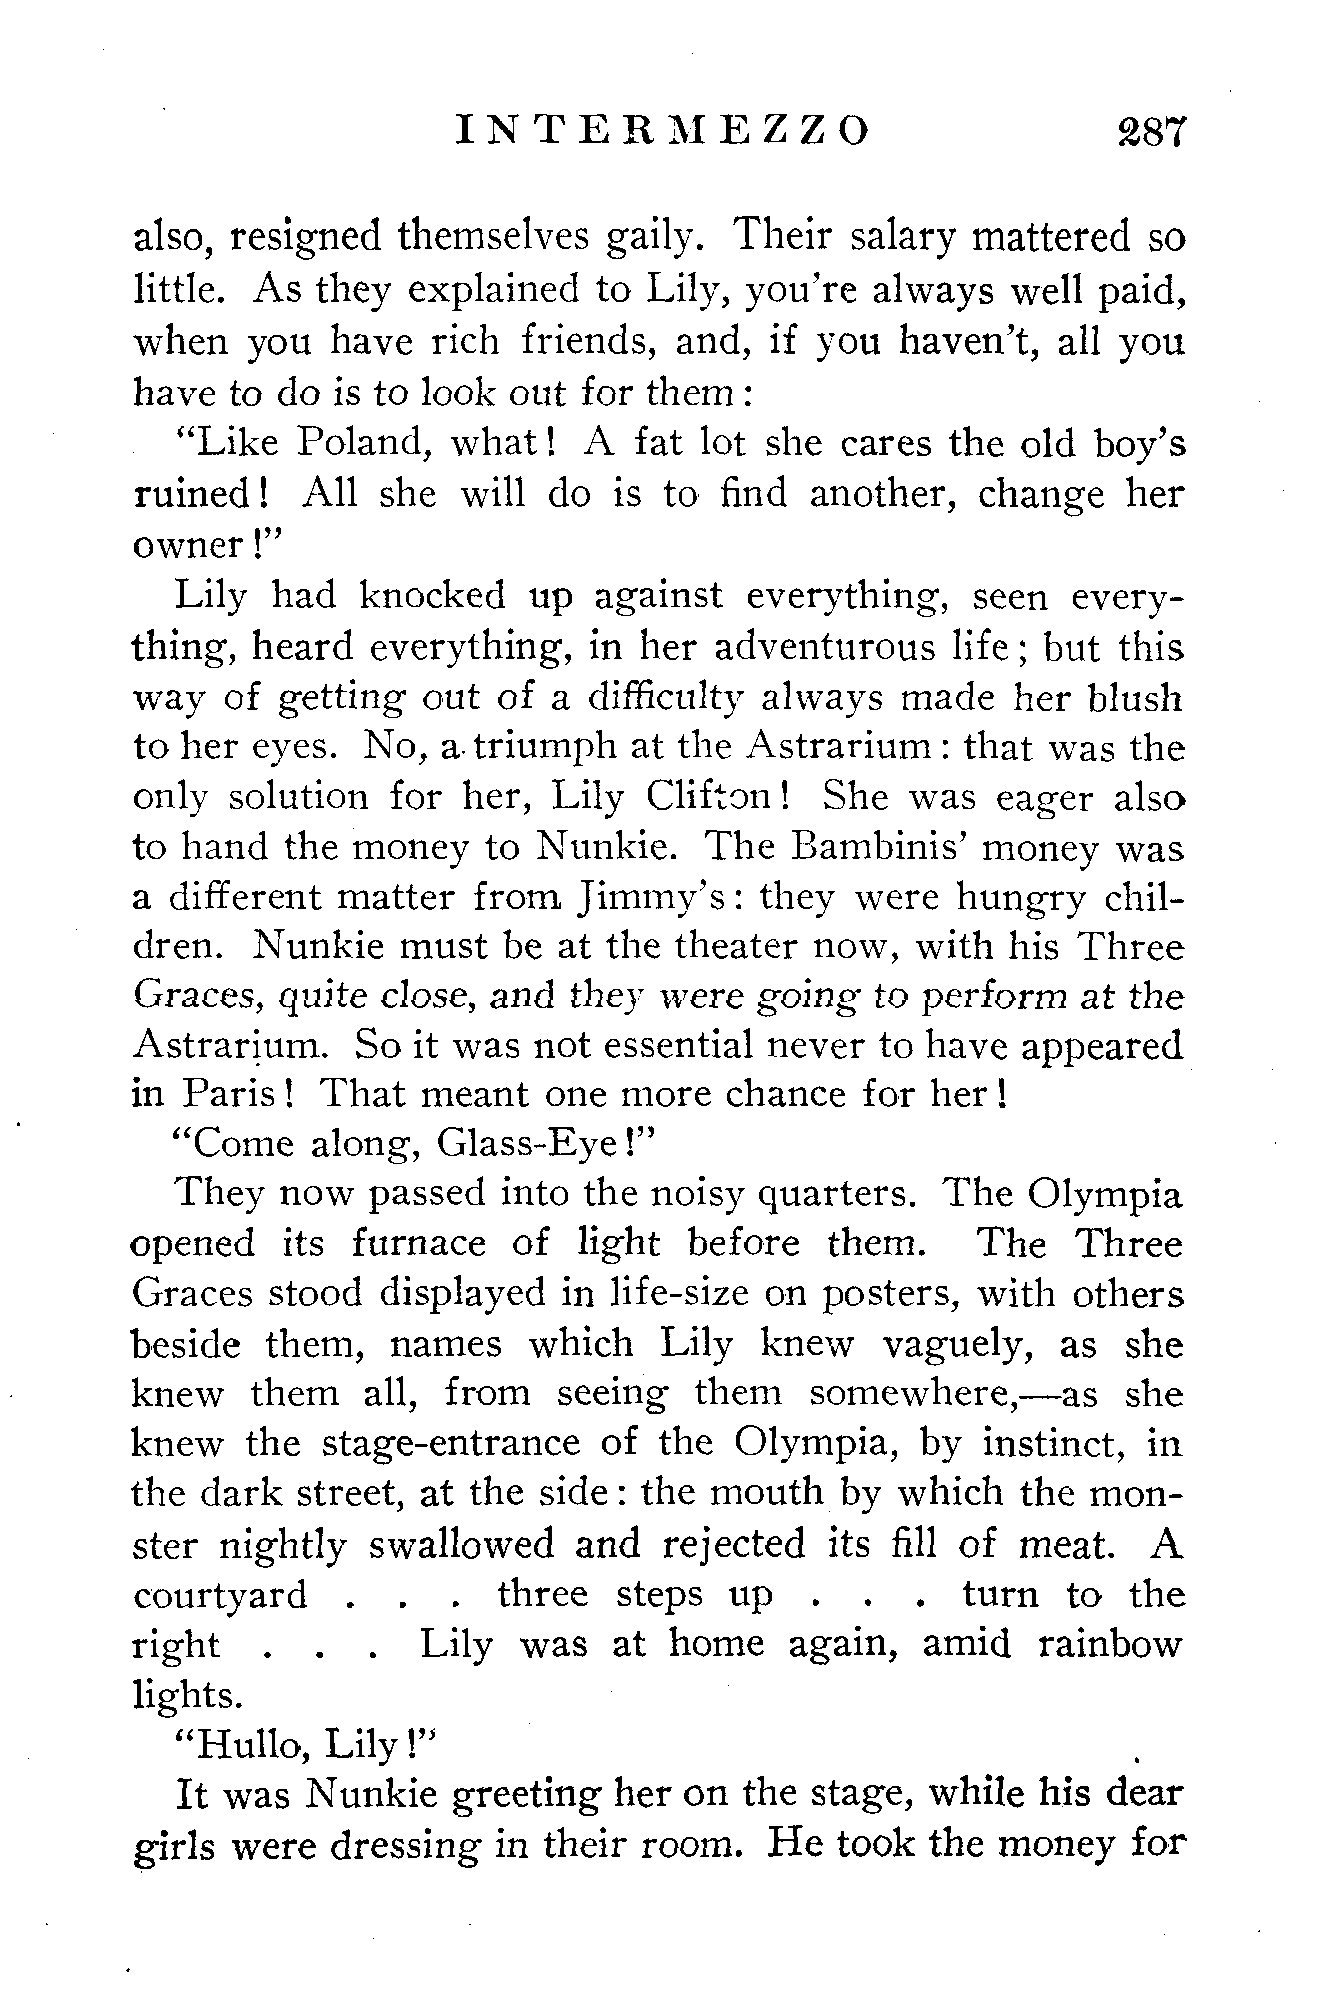 INTERMEZZO 287
also, resigned themselves gaily. Their salary mattered so
little. As they explained to Lily, you're always well paid,
when you have rich friends, and, if you haven't, all you
have to do is to look out for them :
"Like Poland, what! A fat lot she cares the old boy's
ruined! All she will do is to find another, change her
owner!"
Lily had knocked up against everything, seen every-
thing, heard everything, in her adventurous life; but this
way of getting out of a difficulty always made her blush
to her eyes. No, a triumph at the Astrarium: that was the
only solution for her, Lily Clifton! She was eager also
to hand the money to Nunkie. The Bambinis' money was
a different matter from Jimmy's: they were hungry chil-
dren. Nunkie must be at the theater now, with his Three
Graces, quite close, and they were going to perform at the
Astrarium. So it was not essential never to have appeared
in Paris! That meant one more chance for her!
"Come along, Glass-Eye!"
They now passed into the noisy quarters. The Olympia
opened its furnace of light before them. The Three
Graces stood displayed in life-size on posters, with others
beside them, names which Lily knew vaguely, as she
knew them all, from seeing them somewhere,—as she
knew the stage-entrance of the Olympia, by instinct, in
the dark street, at the side: the mouth by which the mon-
ster nightly swallowed and rejected its fill of meat. A
courtyard . . . three steps up . . . turn to the
right . . . Lily was at home again, amid rainbow
lights.
"Hullo, Lily!"
It was Nunkie greeting her on the stage, while his dear
girls were dressing in their room. He took the money for